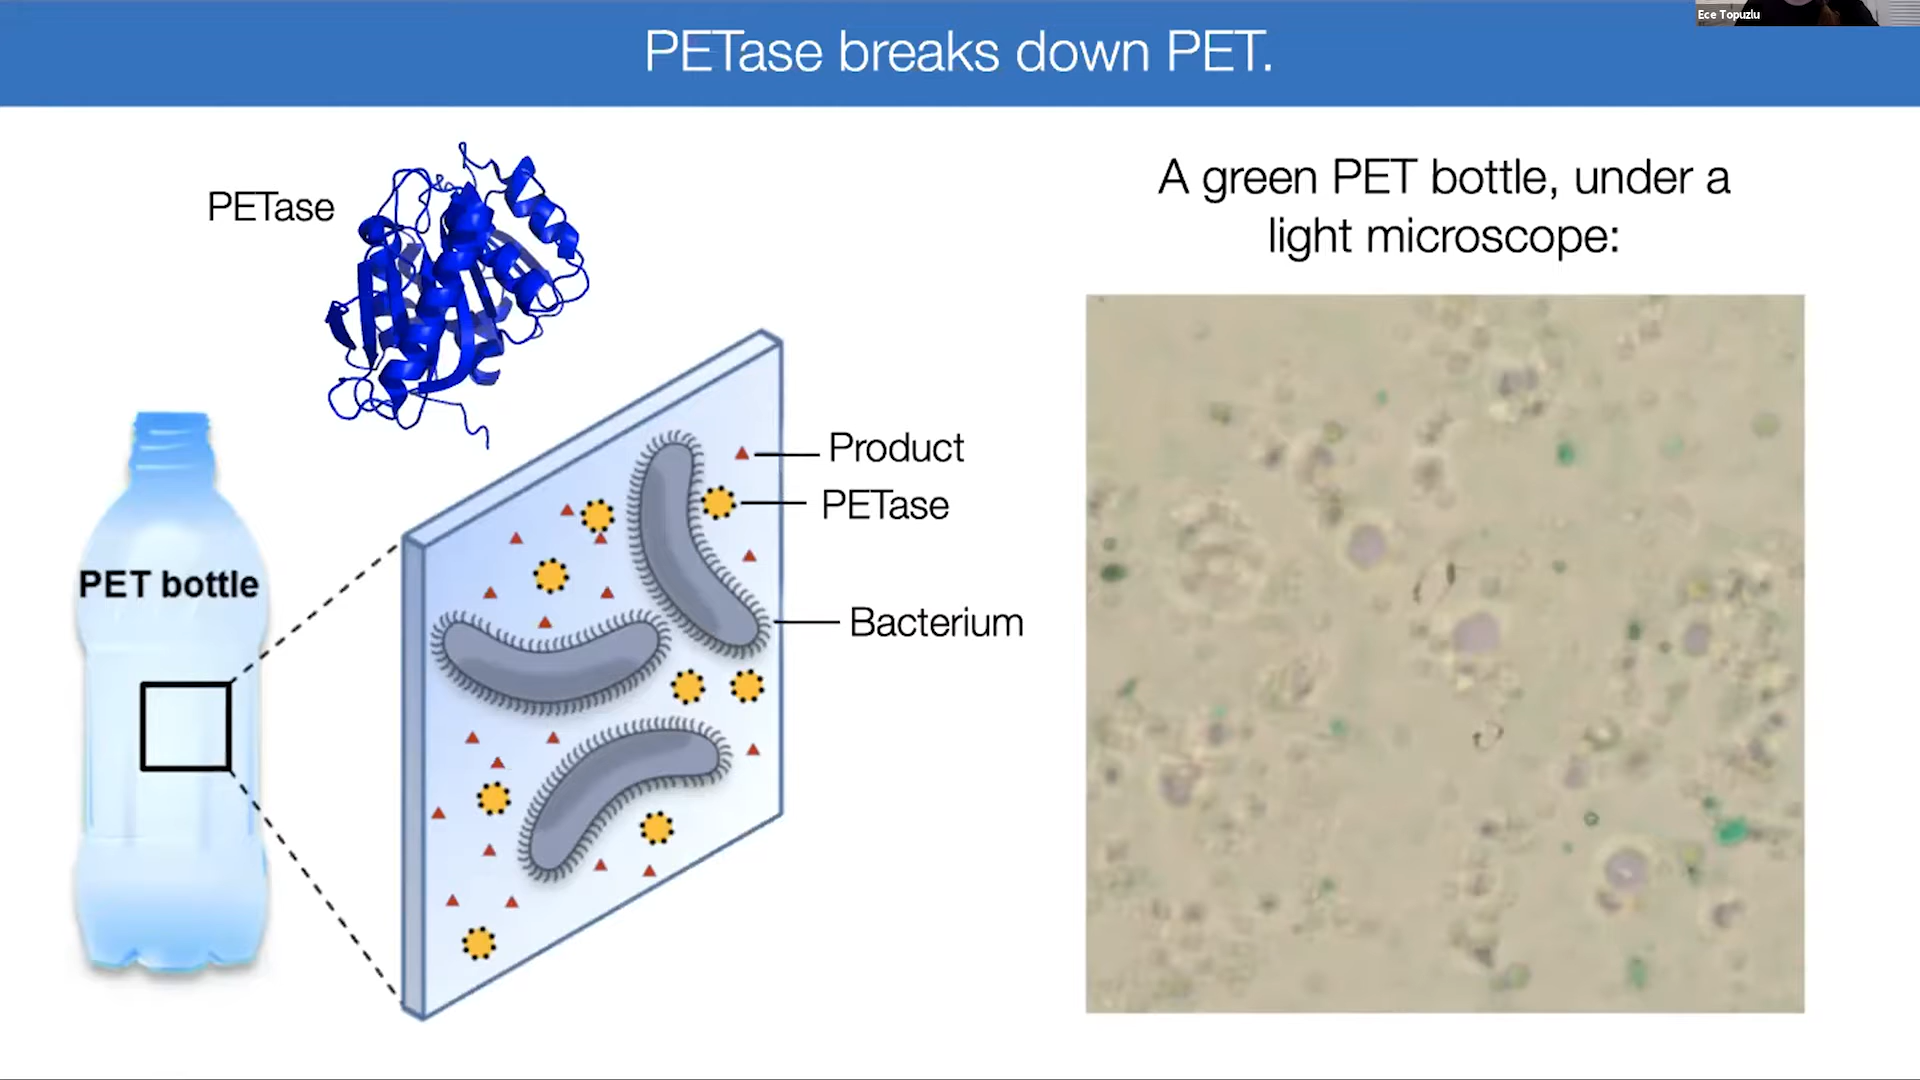 Ece Topuzlu
PETase breaks down PET.
PETase
A green PET bottle, under a
light microscope:
Product
PETase
PET bottle
Bacterium